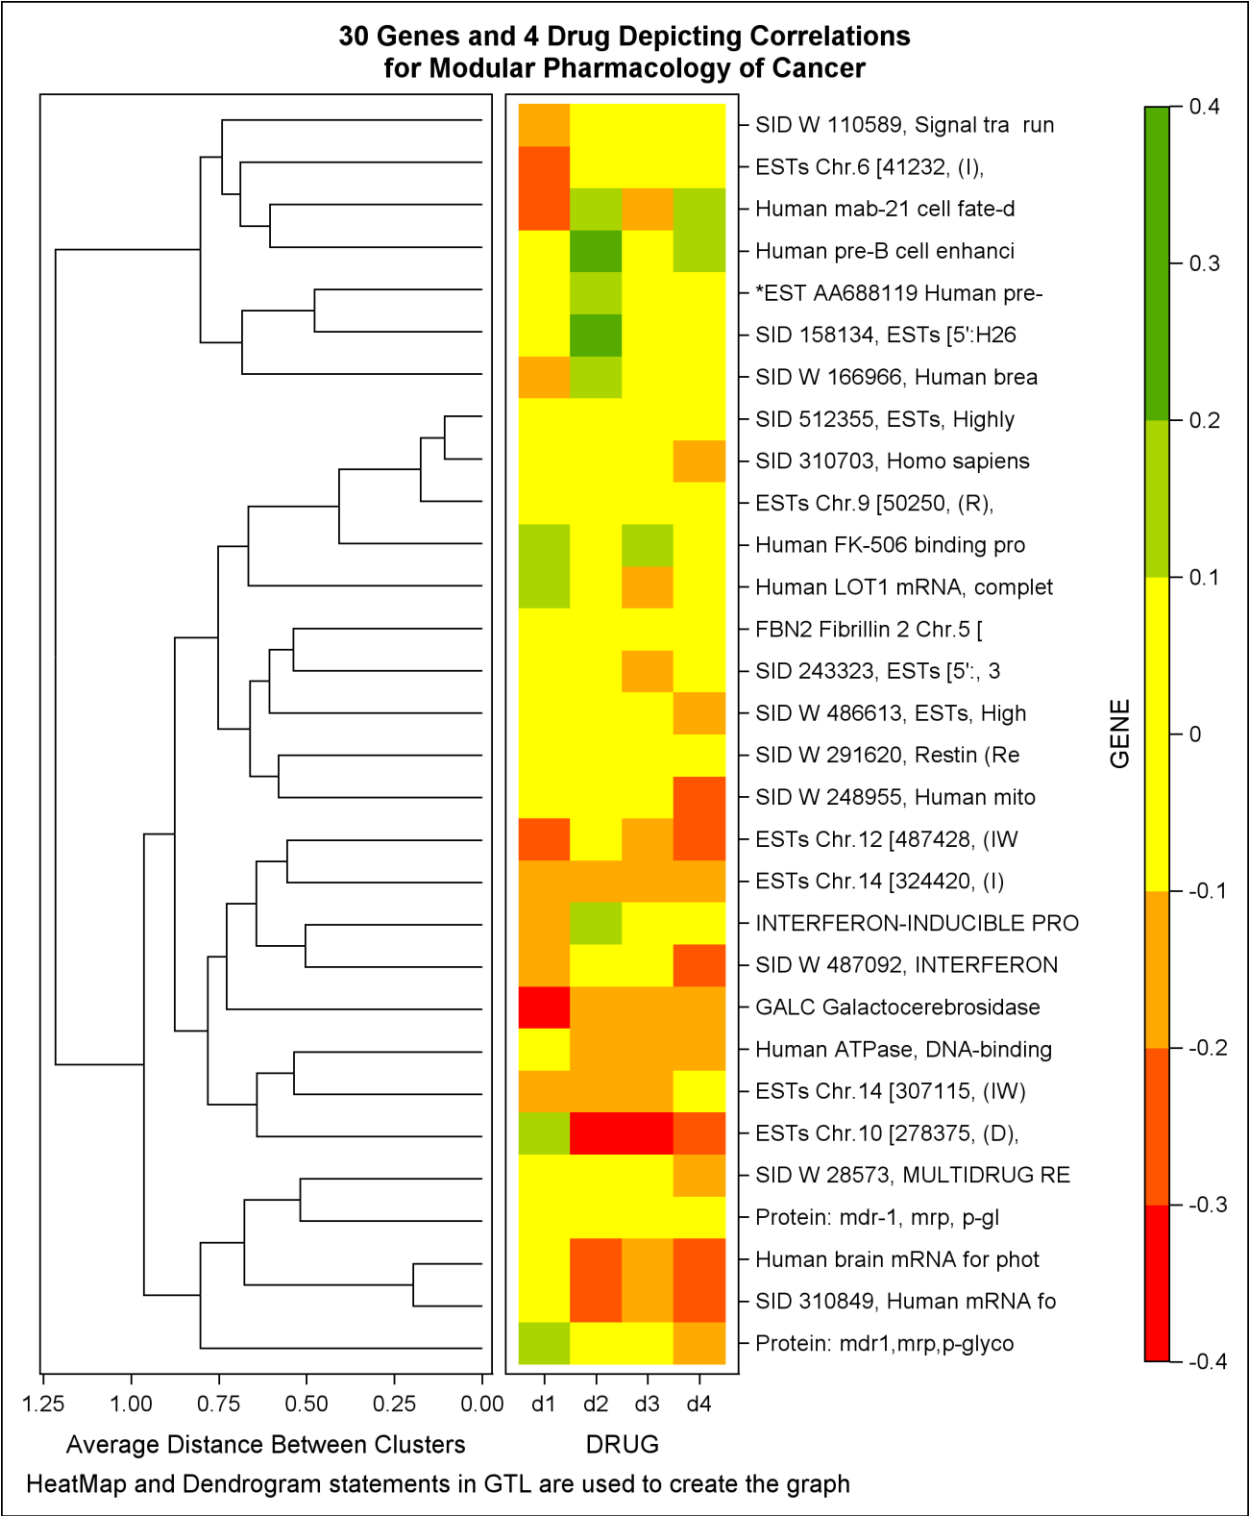 30 Genes and 4 Drug Depicting Correlations
for Modular Pharmacology of Cancer
SID W 110589, Signal tra  run
ESTs Chr.6 [41232, (I),
Human mab-21 cell fate-d
Human pre-B cell enhanci
*EST AA688119 Human pre-
SID 158134, ESTs [5':H26
SID W 166966, Human brea
SID 512355, ESTs, Highly
SID 310703, Homo sapiens
ESTs Chr.9 [50250, (R),
Human FK-506 binding pro
Human LOT1 mRNA, complet
FBN2 Fibrillin 2 Chr.5 [
SID 243323, ESTs [5':, 3
SID W 486613, ESTs, High
SID W 291620, Restin (Re
SID W 248955, Human mito
ESTs Chr.12 [487428, (IW
ESTs Chr.14 [324420, (I)
INTERFERON-INDUCIBLE PRO
SID W 487092, INTERFERON
GALC Galactocerebrosidase
Human ATPase, DNA-binding
ESTs Chr.14 [307115, (IW)
ESTs Chr.10 [278375, (D),
SID W 28573, MULTIDRUG RE
Protein: mdr-1, mrp, p-gl
Human brain mRNA for phot
SID 310849, Human mRNA fo
Protein: mdr1,mrp,p-glyco
GENE
0.4
0.3
0.2
0.1
0
-0.1
-0.2
-0.3
-0.4
1.25 1.00 0.75 0.50 0.25 0.00
d1 d2 d3 d4
Average Distance Between Clusters
DRUG
HeatMap and Dendrogram statements in GTL are used to create the graph